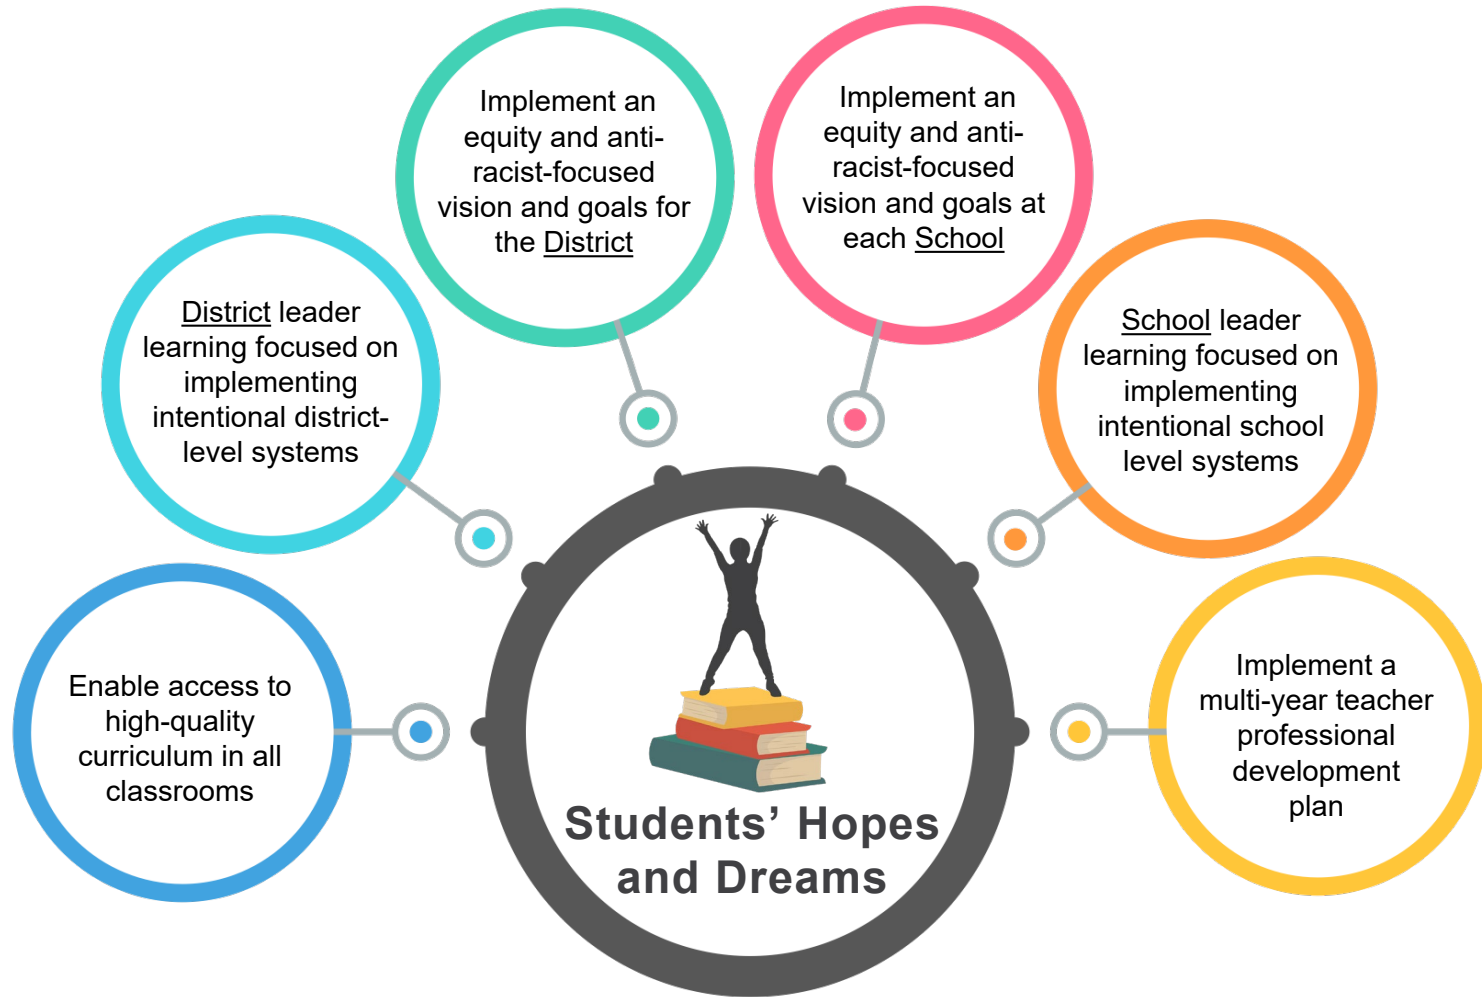 Implement an
equity and anti-
racist-focused
vision and goals for
the District
Implement an
equity and anti-
racist-focused
vision and goals at
each School
District leader
learning focused on
implementing
intentional district-
level systems
School leader
learning focused on
implementing
intentional school
level systems
Enable access to
high-quality
curriculum in all
classrooms
Implement a
multi-year teacher
professional
development
plan
Students’ Hopes
and Dreams